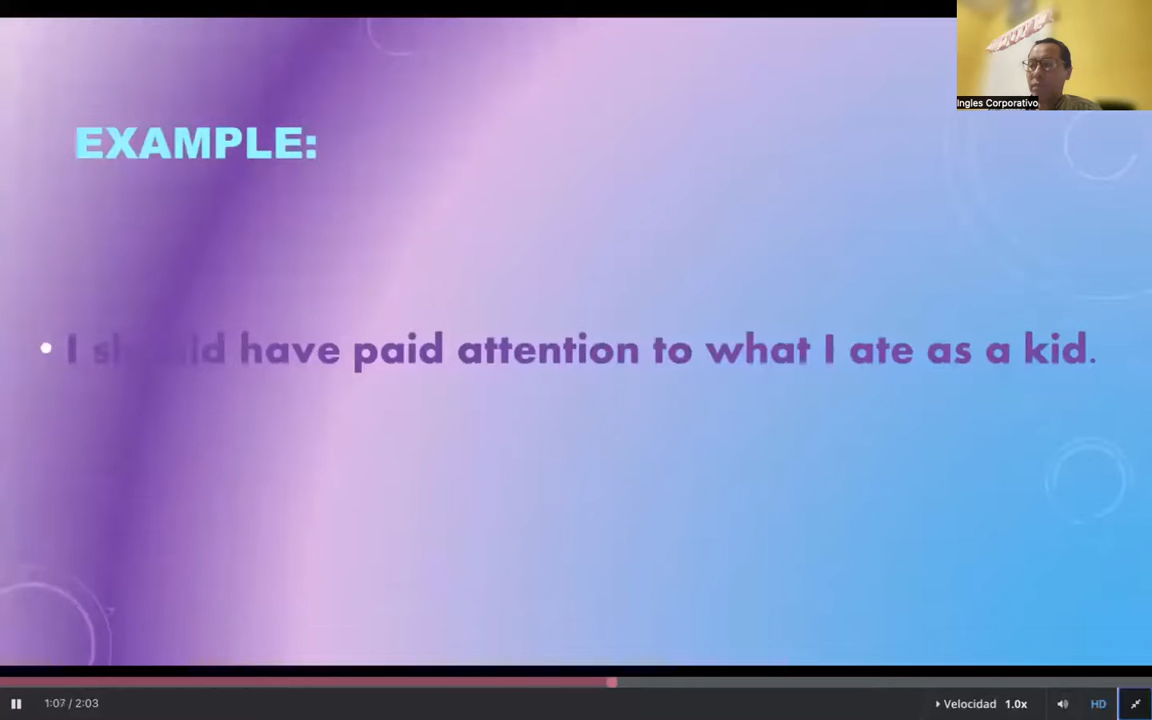 Ingles Corporativo
EXAMPLE:
• I should have paid attention to what I ate as a kid.
1:07 / 2:03
Velocidad 1.0x
HD